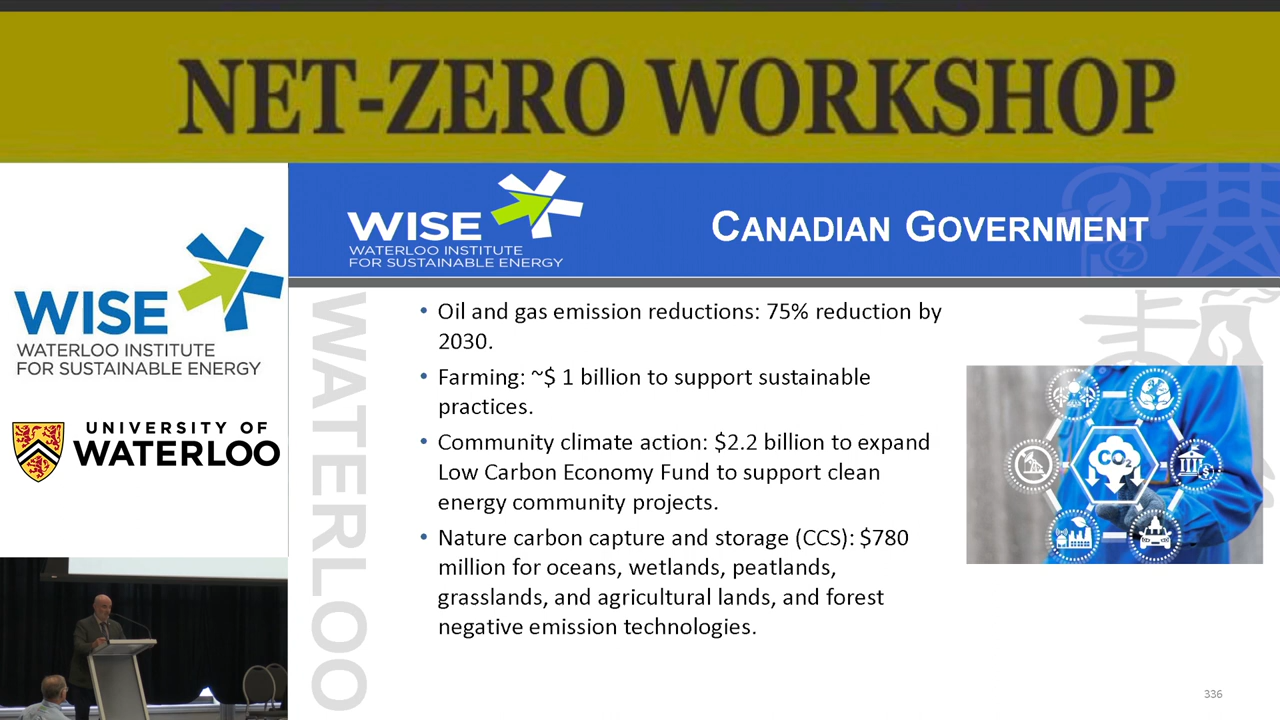 NET-ZERO WORKSHOP
WISE
WATERLOO INSTITUTE
FOR SUSTAINABLE ENERGY
UNIVERSITY OF
WATERLOO
WISE
WATERLOO INSTITUTE
FOR SUSTAINABLE ENERGY
CANADIAN GOVERNMENT
WATERLOO
• Oil and gas emission reductions: 75% reduction by
2030.
• Farming: ~$ 1 billion to support sustainable
practices.
• Community climate action: $2.2 billion to expand
Low Carbon Economy Fund to support clean
energy community projects.
• Nature carbon capture and storage (CCS): $780
million for oceans, wetlands, peatlands,
grasslands, and agricultural lands, and forest
negative emission technologies.
CO2
336